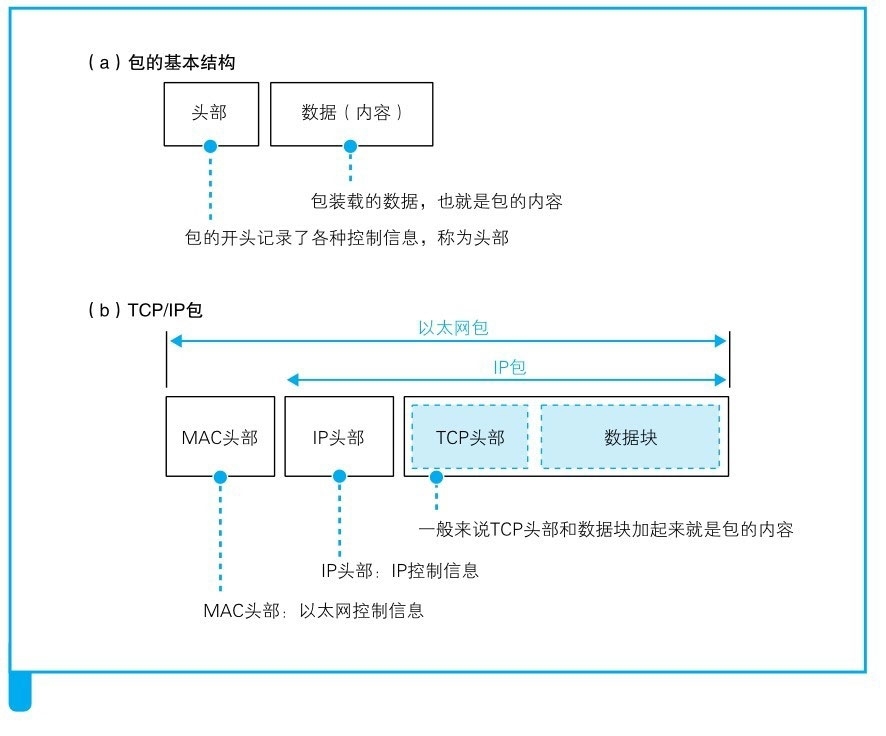 （a）包的基本结构
头部
数据（内容）
包装载的数据，也就是包的内容
包的开头记录了各种控制信息，称为头部
（b）TCP/IP包
以太网包
IP包
MAC头部
IP头部
TCP头部
数据块
一般来说TCP头部和数据块加起来就是包的内容
IP头部：IP控制信息
MAC头部：以太网控制信息